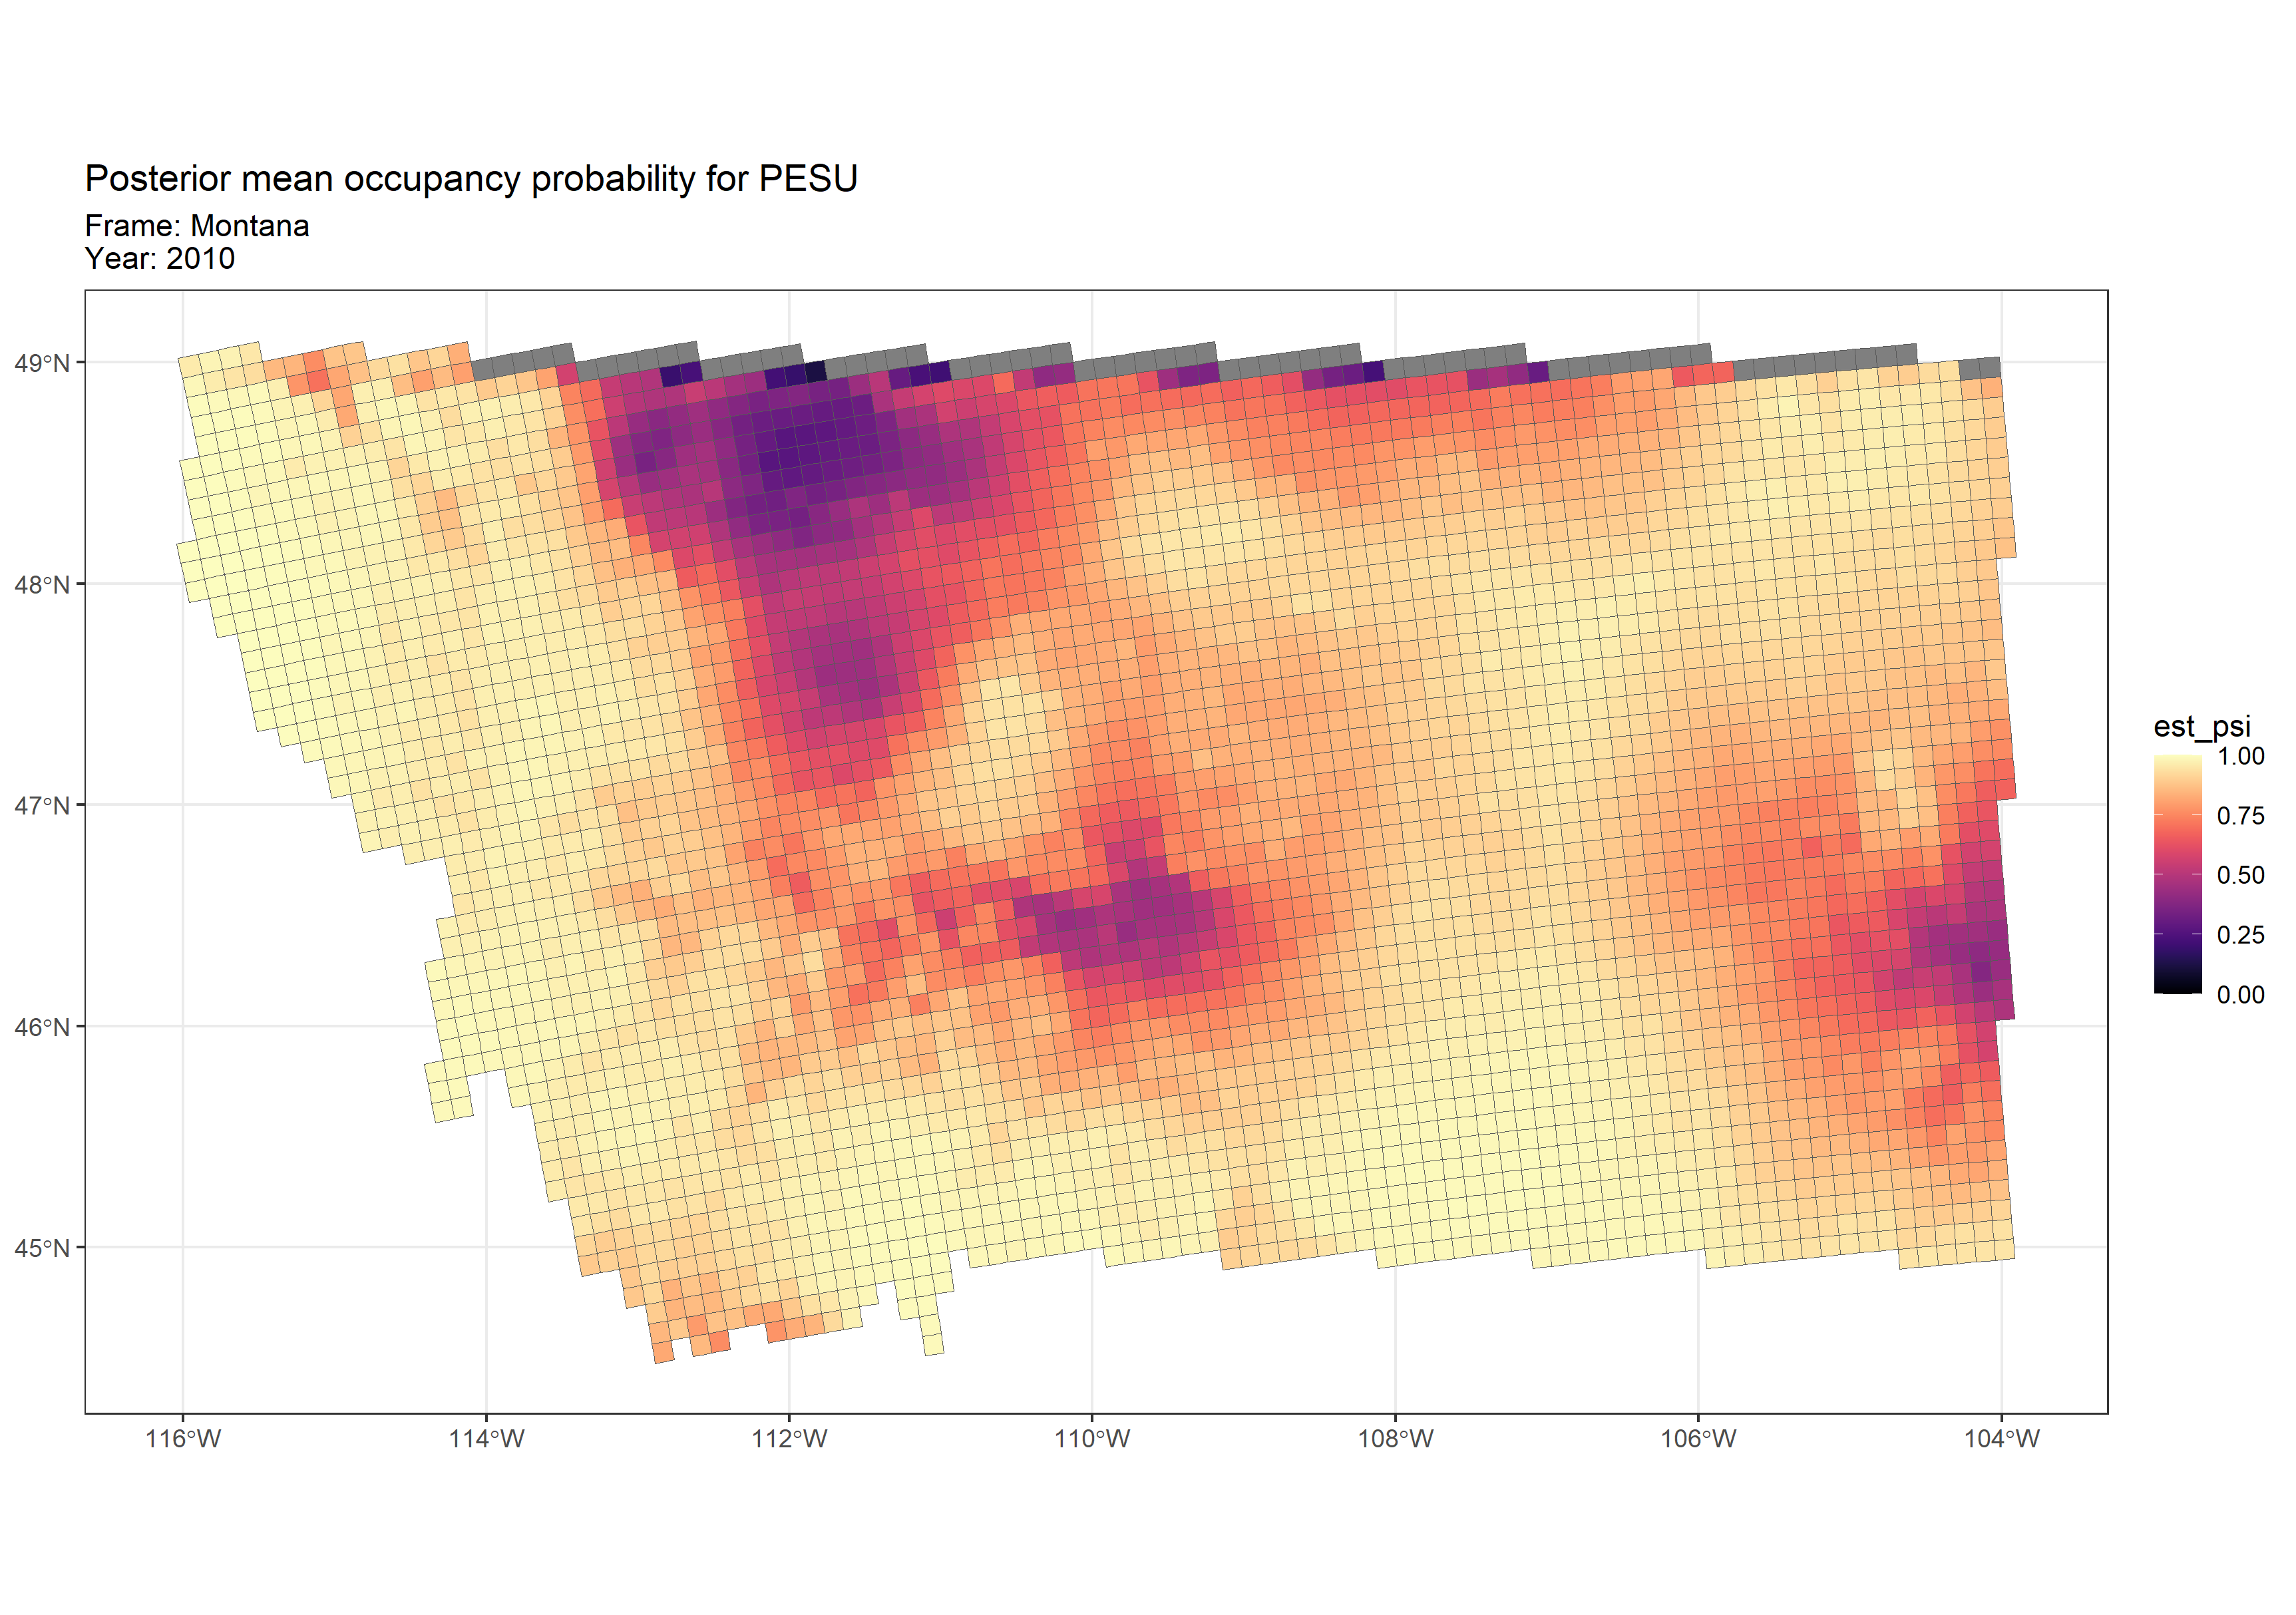 Posterior mean occupancy probability for PESU
Frame: Montana
Year: 2010
49°N
48°N
47°N
46°N
45°N
116°W
114°W
112°W
110°W
108°W
106°W
104°W
est_psi
1.00
0.75
0.50
0.25
0.00